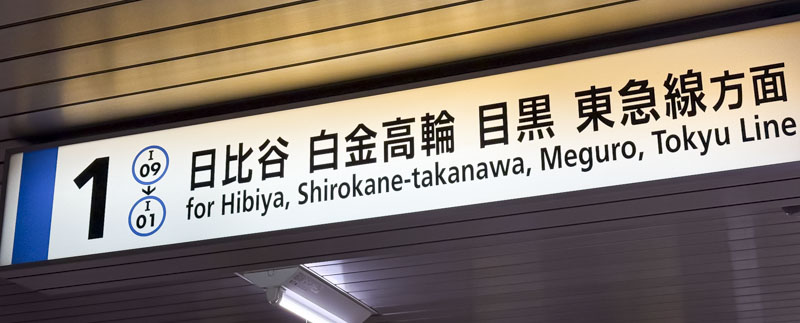 1
I
09
I
01
日比谷 白金高輪 目黒 東急線方面
for Hibiya, Shirokane-takanawa, Meguro, Tokyu Line